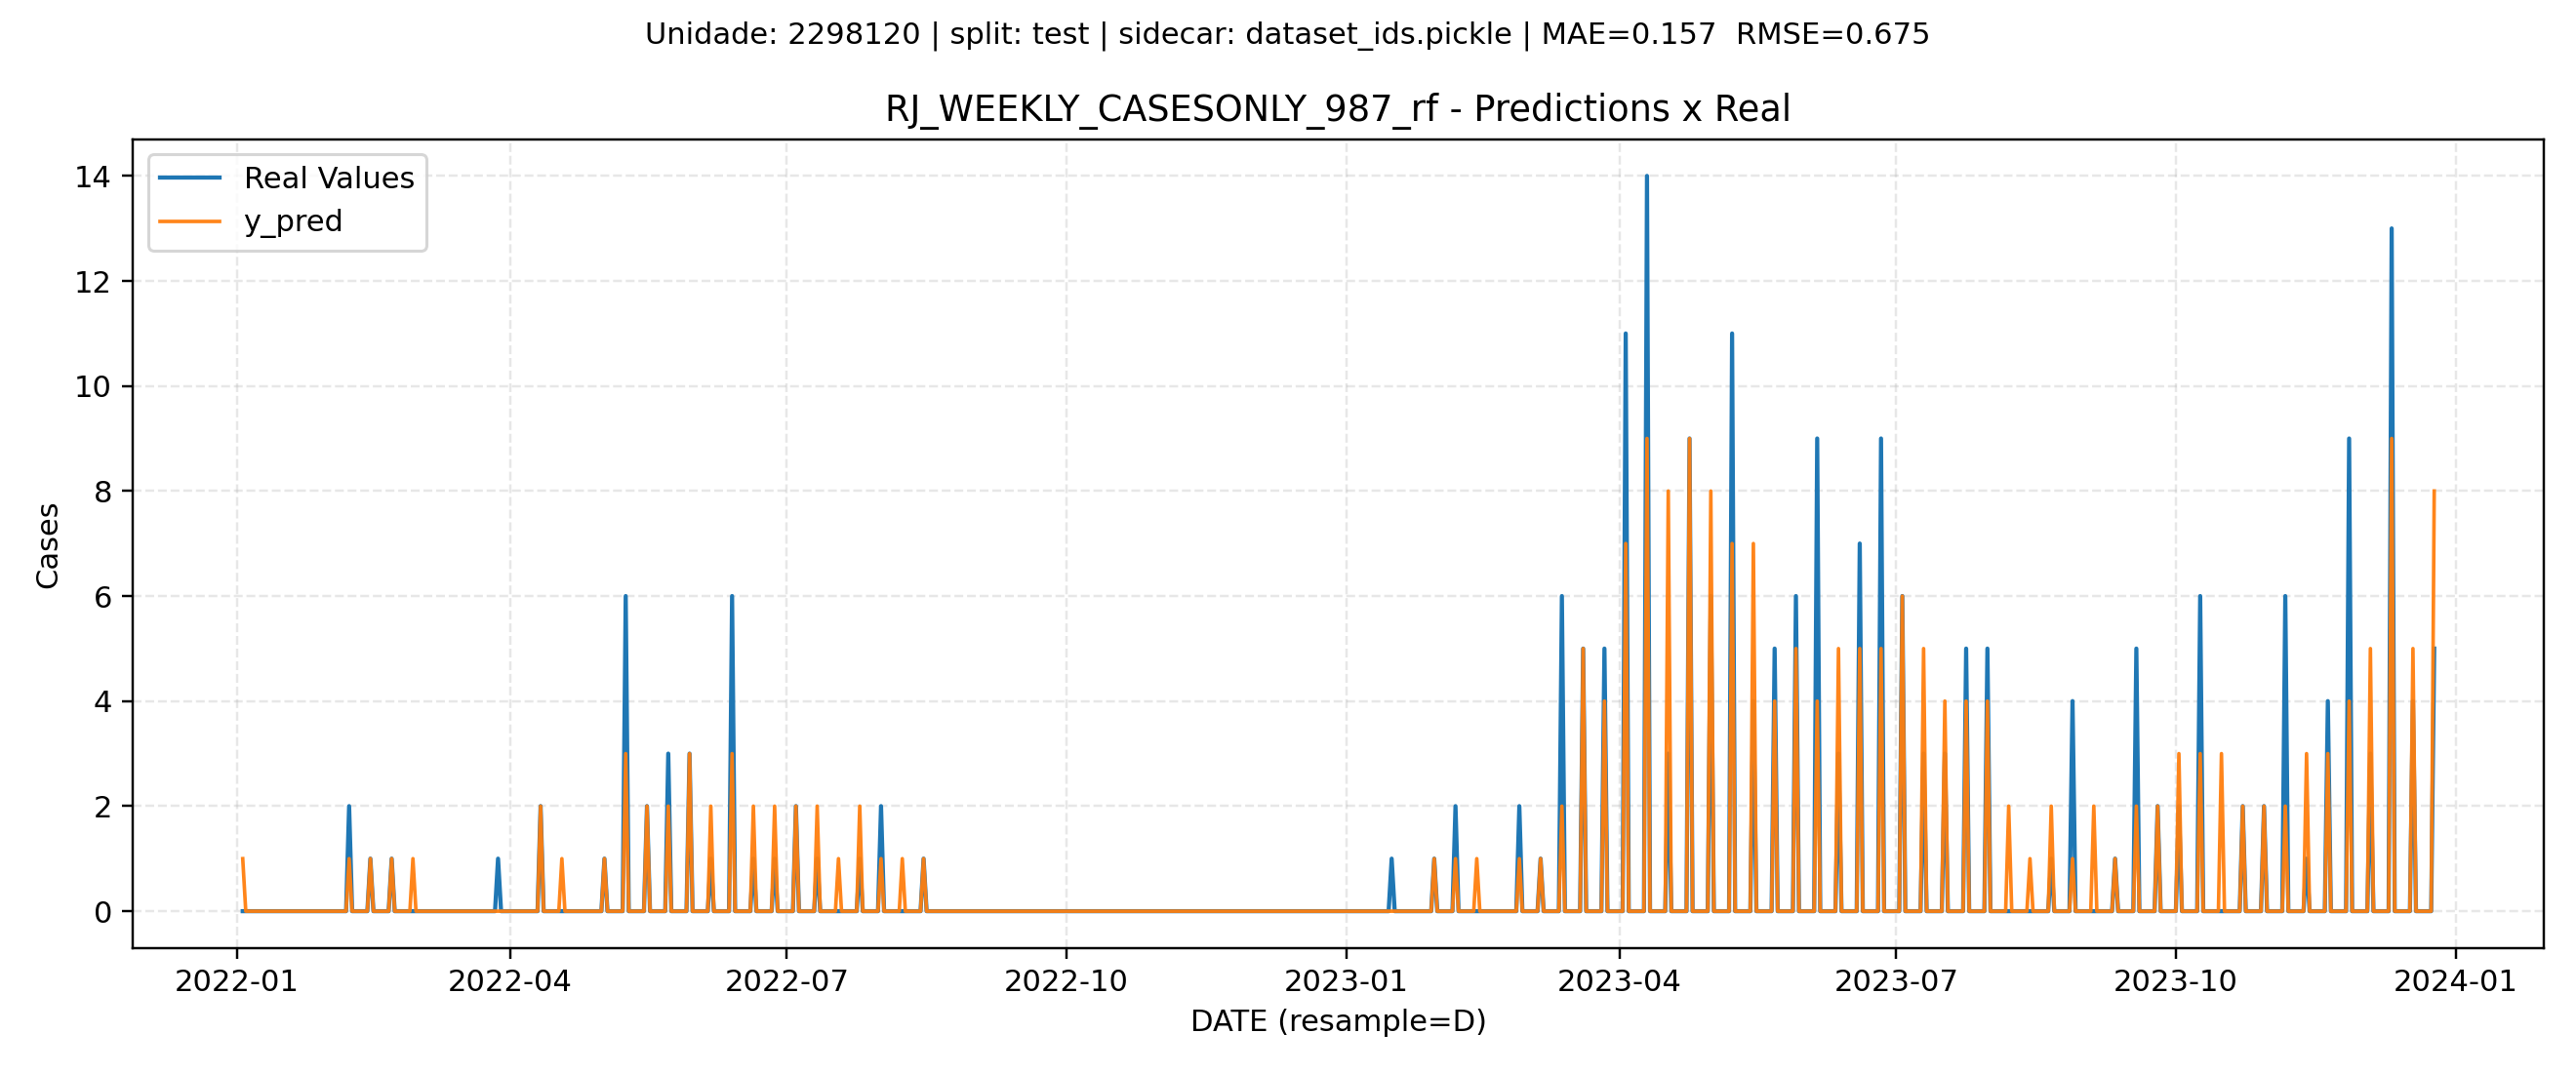 Unidade: 2298120 | split: test | sidecar: dataset_ids.pickle | MAE=0.157  RMSE=0.675
RJ_WEEKLY_CASESONLY_987_rf - Predictions x Real
Real Values
y_pred
14
12
10
8
6
4
2
0
Cases
2022-01
2022-04
2022-07
2022-10
2023-01
2023-04
2023-07
2023-10
2024-01
DATE (resample=D)